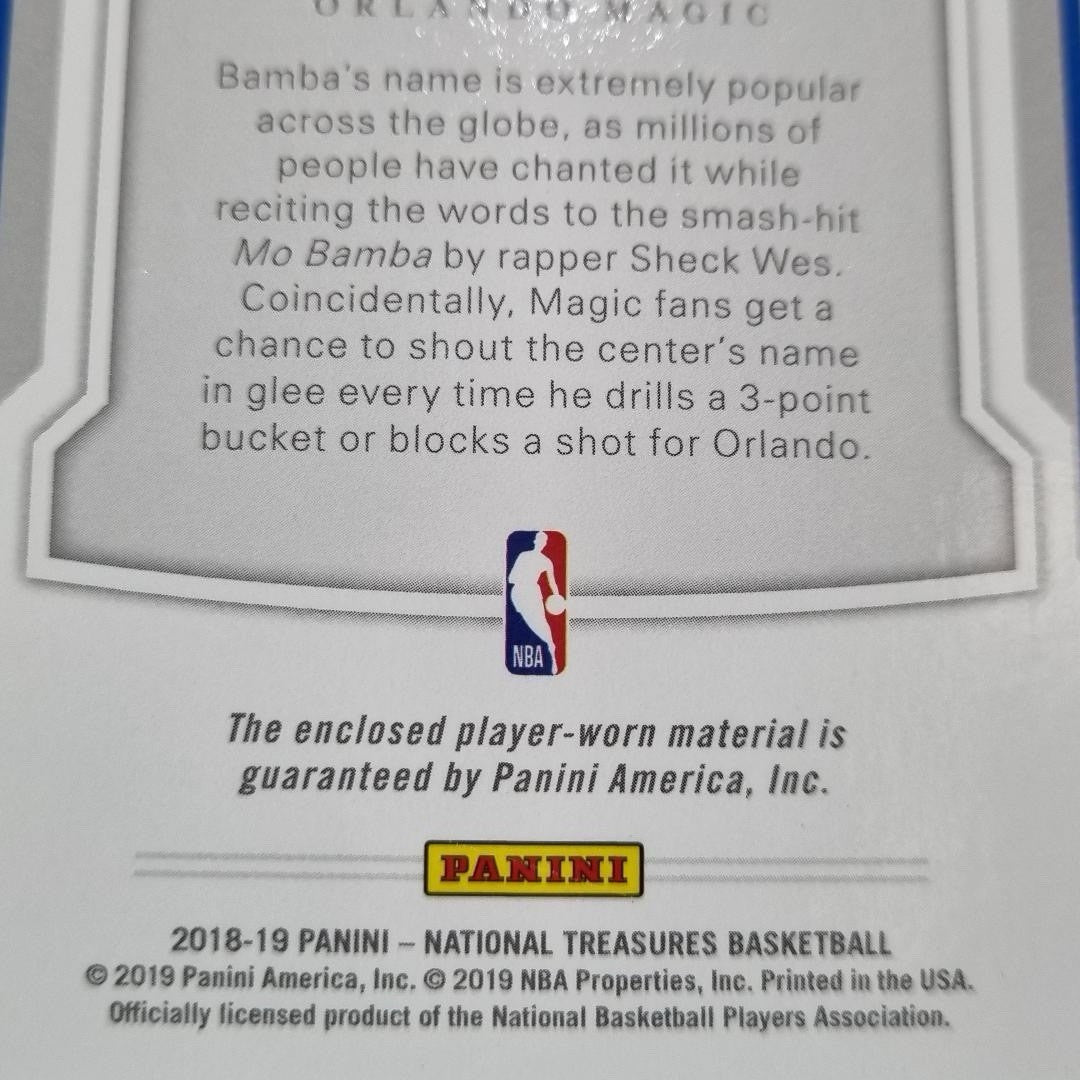 ORLANDO MAGIC
Bamba's name is extremely popular
across the globe, as millions of
people have chanted it while
reciting the words to the smash-hit
Mo Bamba by rapper Sheck Wes.
Coincidentally, Magic fans get a
chance to shout the center's name
in glee every time he drills a 3-point
bucket or blocks a shot for Orlando.
NBA
The enclosed player-worn material is
guaranteed by Panini America, Inc.
PANINI
2018-19 PANINI – NATIONAL TREASURES BASKETBALL
© 2019 Panini America, Inc. © 2019 NBA Properties, Inc. Printed in the USA.
Officially licensed product of the National Basketball Players Association.